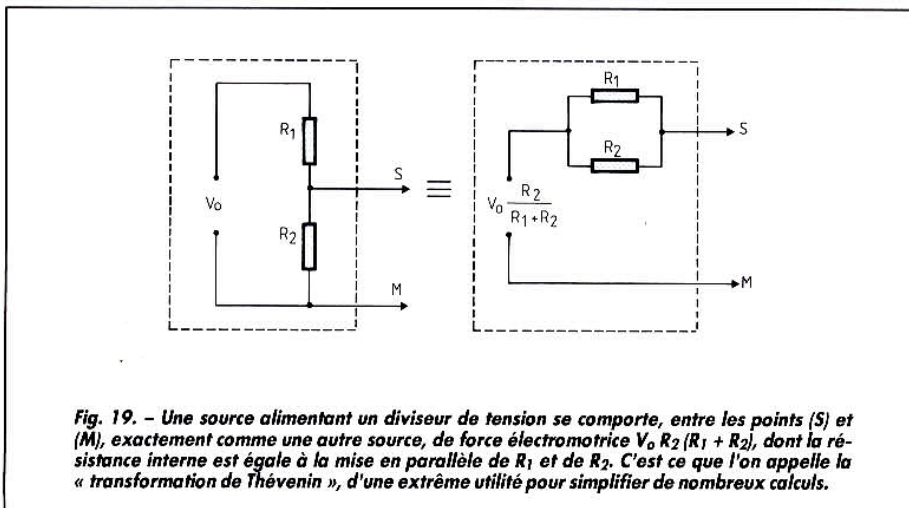 R1
R2
Vo
S
M
≡
R1
R2
Vo R2
R1+R2
S
M
Fig. 19. – Une source alimentant un diviseur de tension se comporte, entre les points (S) et
(M), exactement comme une autre source, de force électromotrice Vo R2 (R1 + R2), dont la ré-
sistance interne est égale à la mise en parallèle de R1 et de R2. C'est ce que l'on appelle la
« transformation de Thévenin », d'une extrême utilité pour simplifier de nombreux calculs.